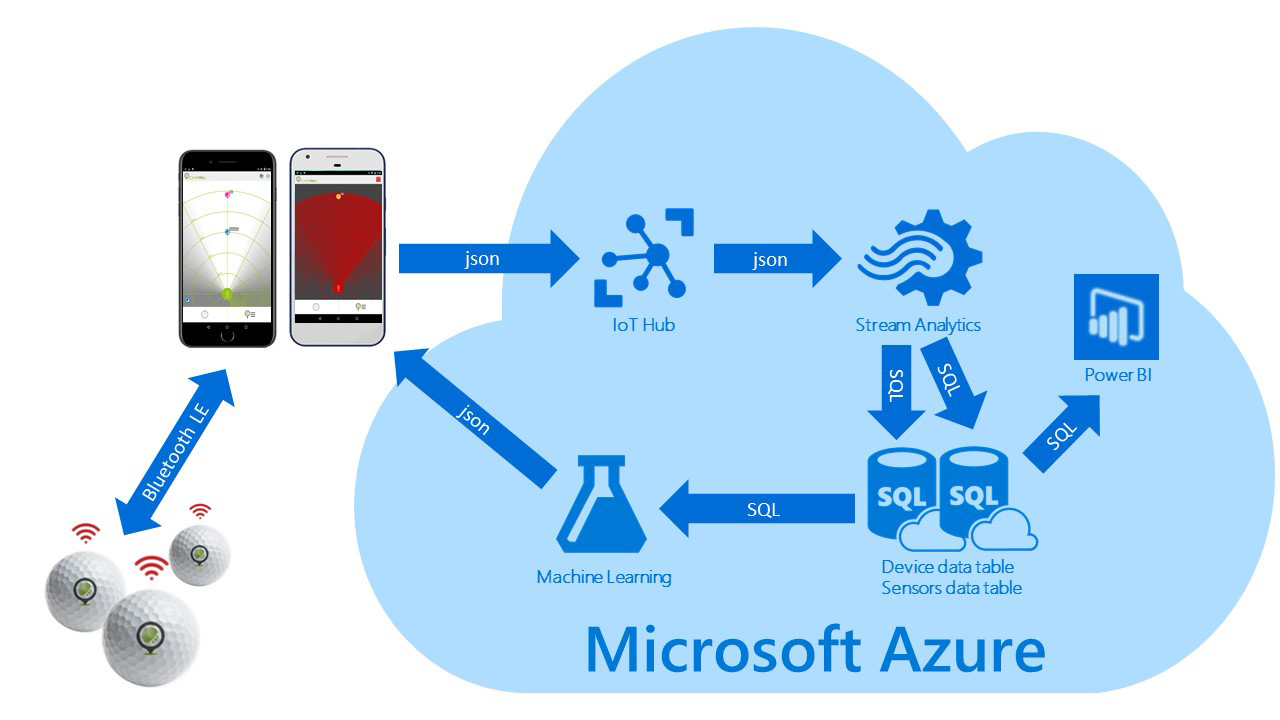 json
json
IoT Hub
Stream Analytics
SQL
SQL
Power BI
SQL
json
Bluetooth LE
SQL
SQL
SQL
Machine Learning
Device data table
Sensors data table
Microsoft Azure